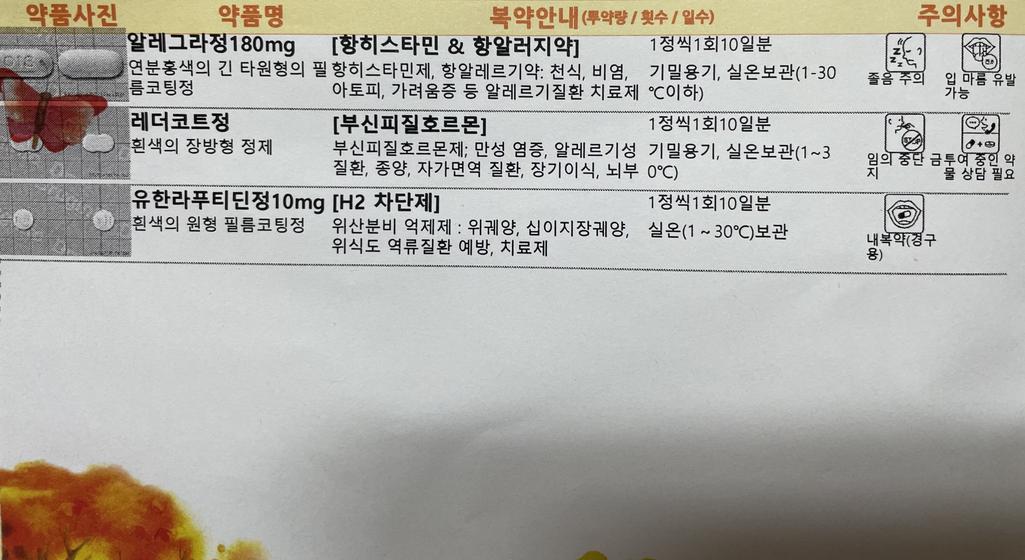 약품사진 약품명 복약안내(투약량 / 횟수 / 일수) 주의사항
알레그라정180mg [항히스타민 & 항알러지약] 1정씩1회10일분
연분홍색의 긴 타원형의 필 항히스타민제, 항알레르기약: 천식, 비염, 기밀용기, 실온보관(1-30 졸음 주의 입 마름 유발
름코팅정 아토피, 가려움증 등 알레르기질환 치료제 ℃이하) 가능
레더코트정 [부신피질호르몬] 1정씩1회10일분
흰색의 장방형 정제 부신피질호르몬제; 만성 염증, 알레르기성 기밀용기, 실온보관(1~3 임의 중단 금 투여 중인 약
질환, 종양, 자가면역 질환, 장기이식, 뇌부 0℃) 지 물 상담 필요
유한라푸티딘정10mg [H2 차단제] 1정씩1회10일분
흰색의 원형 필름코팅정 위산분비 억제제 : 위궤양, 십이지장궤양, 실온(1 ~ 30℃)보관 내복약(경구
위식도 역류질환 예방, 치료제 용)